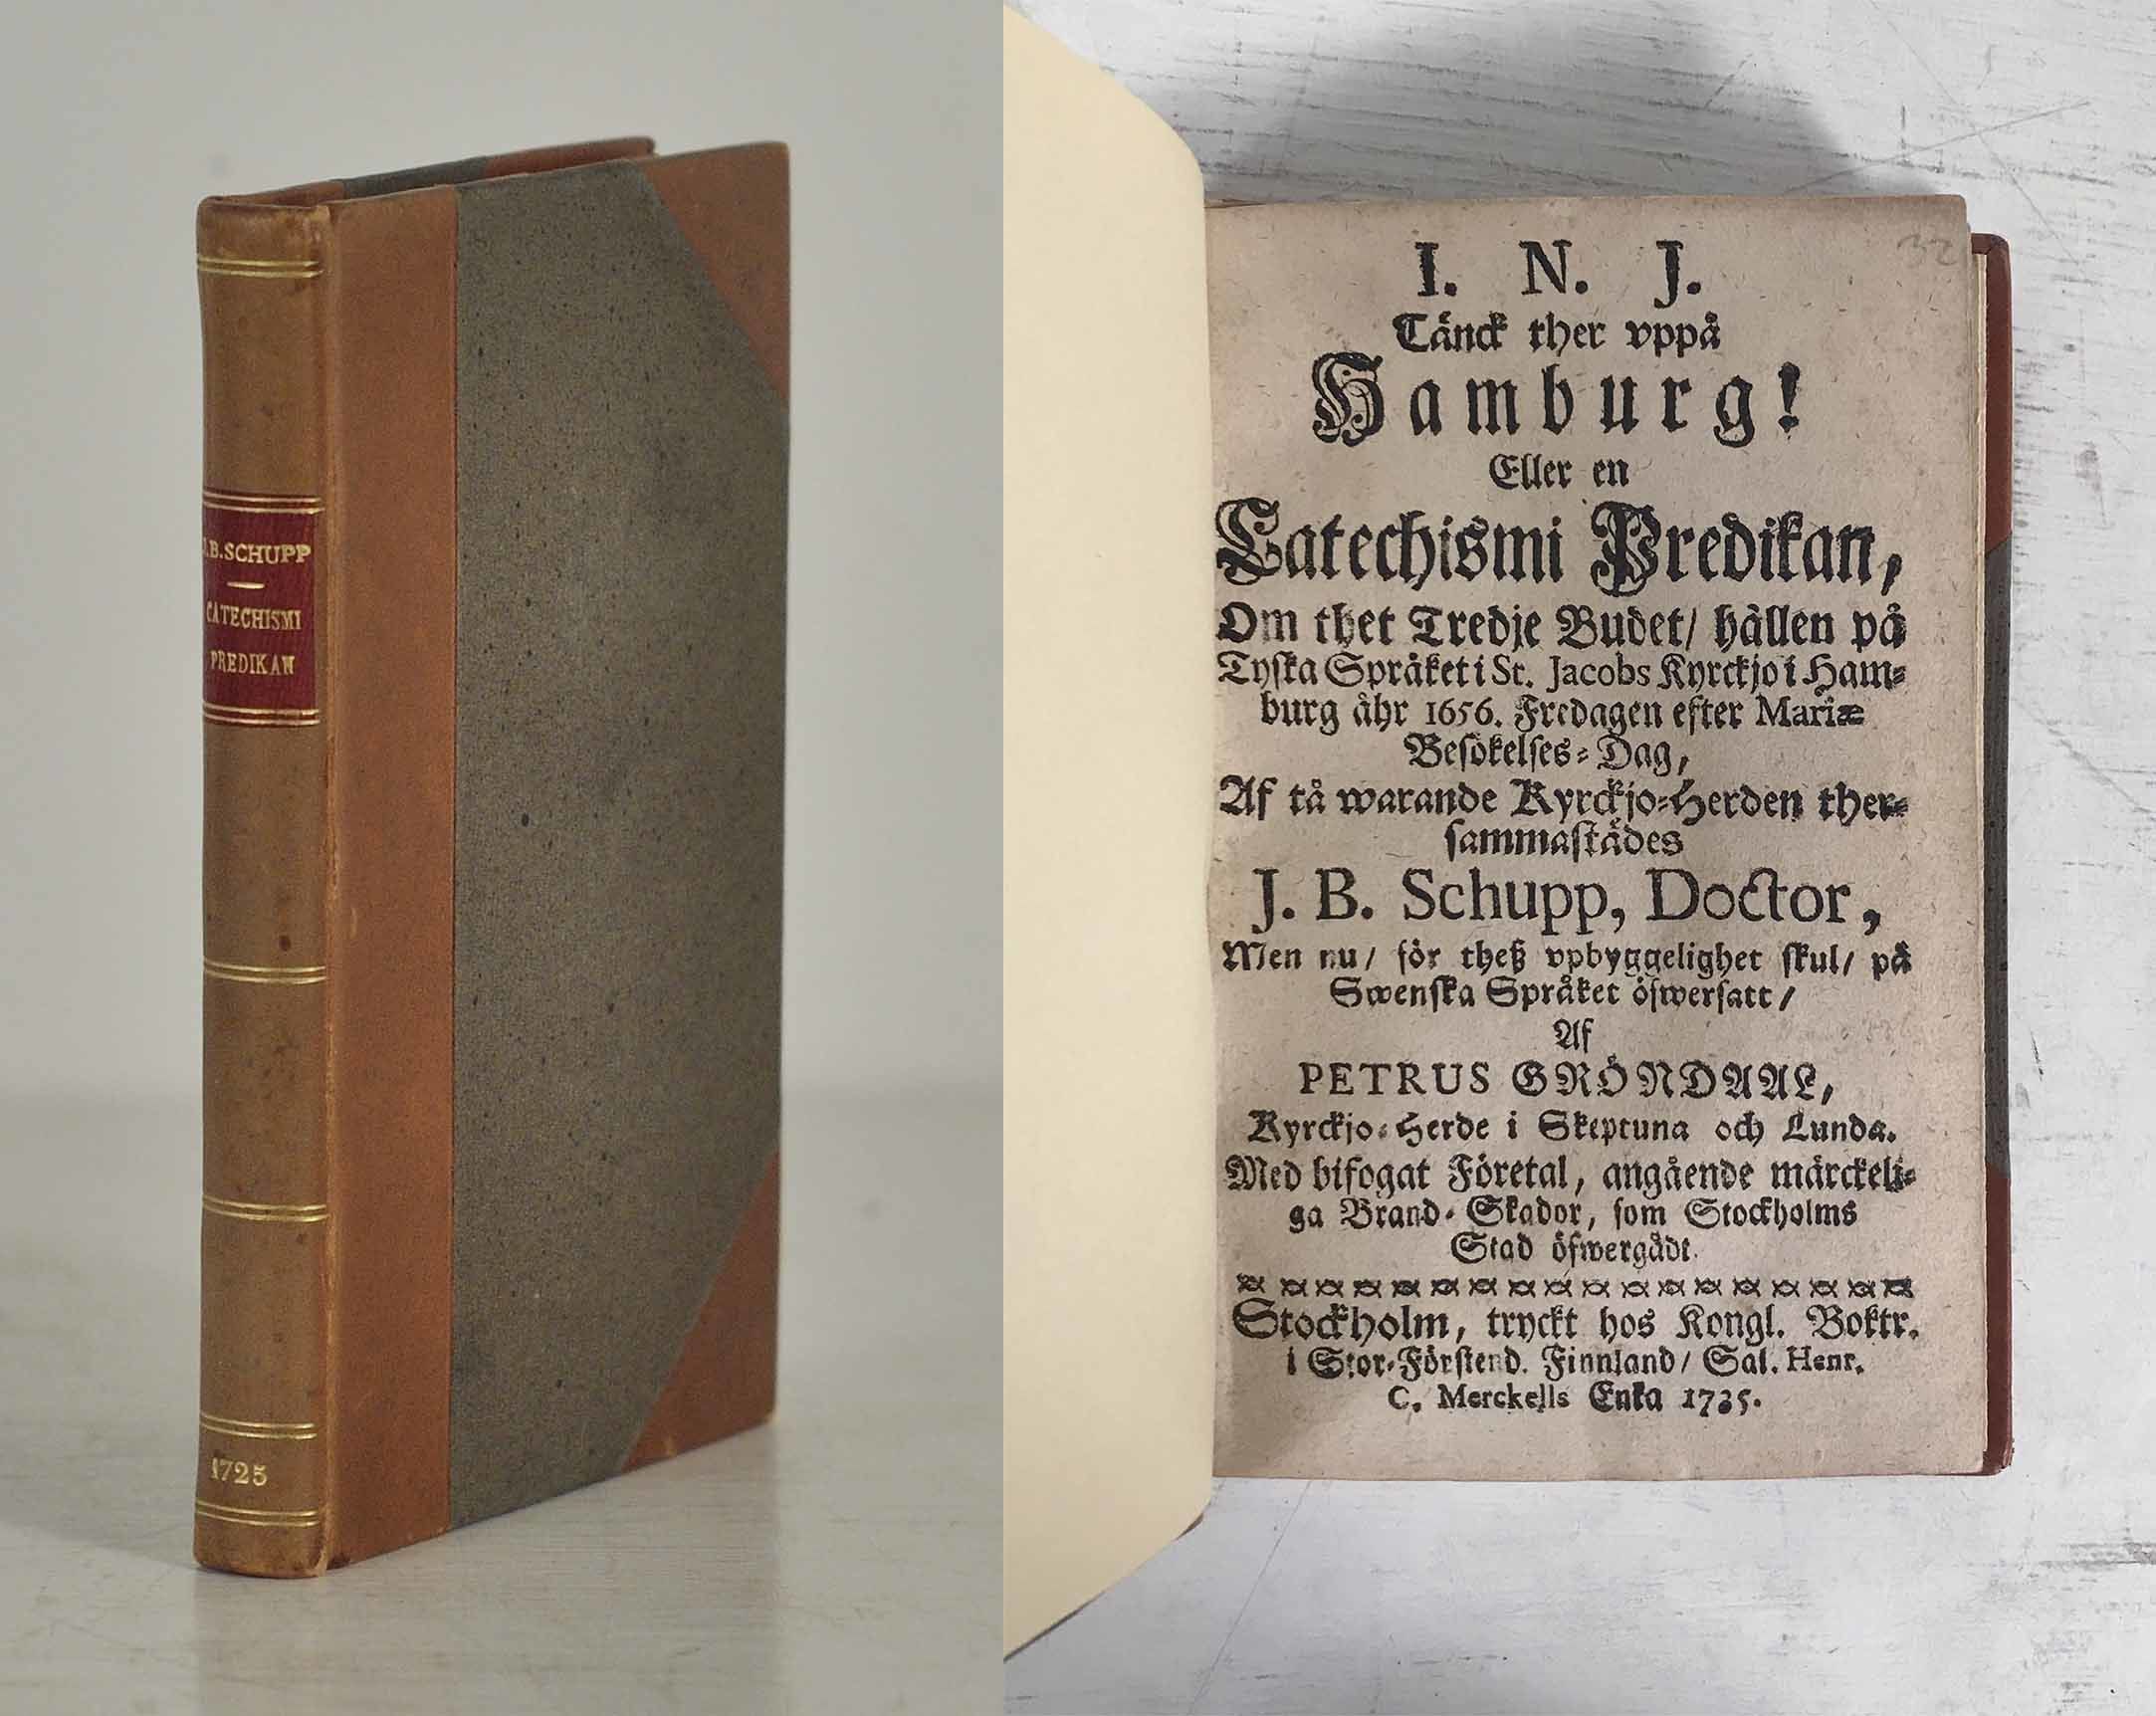 J.B.SCHUPP
CATECHISMI
PREDIKAN
1725
32
I. N. J.
Tänck ther vppå
Hamburg!
Eller en
Catechismi Predikan,
Om thet Tredje Budet/ hållen på
Tyska Språket i St. Jacobs Kyrckjo i Ham-
burg åhr 1656. Fredagen efter Mariæ
Besökelses-Dag,
Af tå warande Kyrckjo-Herden ther-
sammastädes
J. B. Schupp, Doctor,
Men nu/ för theß vpbyggelighet skul/ på
Swenska Språket öfwersatt/
Af
PETRUS GRÖNDAAL,
Kyrckjo-Herde i Skeptuna och Lunda.
Med bifogat Företal, angående märckeli-
ga Brand-Skador, som Stockholms
Stad öfwergådt.
Stockholm, tryckt hos Kongl. Boktr.
i Stor-Förstend. Finnland/ Sal. Henr.
C. Merckells Enka 1725.